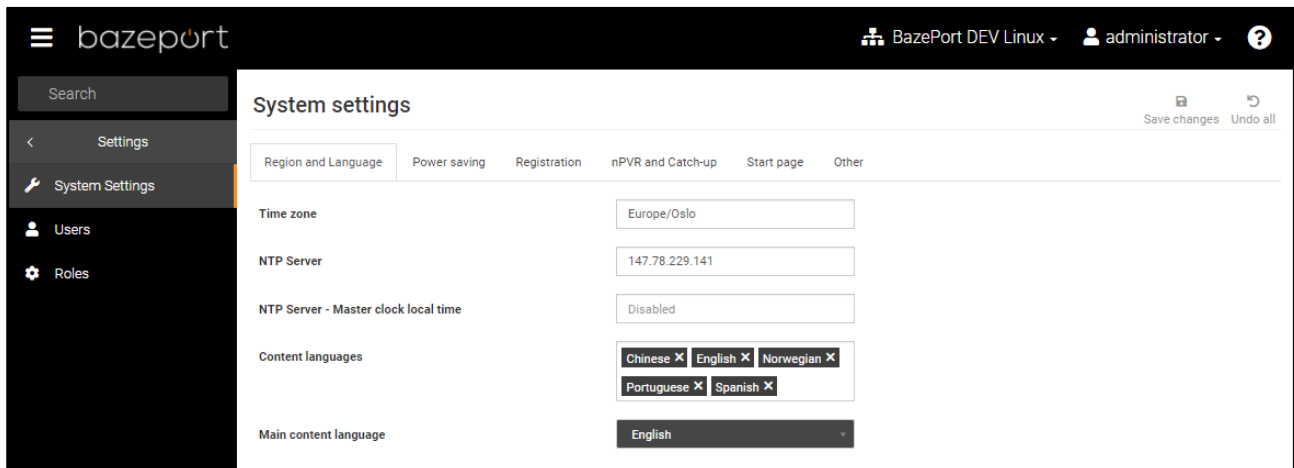 bazeport
BazePort DEV Linux
administrator
?
Search
System settings
Save changes
Undo all
Settings
System Settings
Users
Roles
Region and Language
Power saving
Registration
nPVR and Catch-up
Start page
Other
Time zone
Europe/Oslo
NTP Server
147.78.229.141
NTP Server - Master clock local time
Disabled
Content languages
Chinese ✕ English ✕ Norwegian ✕
Portuguese ✕ Spanish ✕
Main content language
English